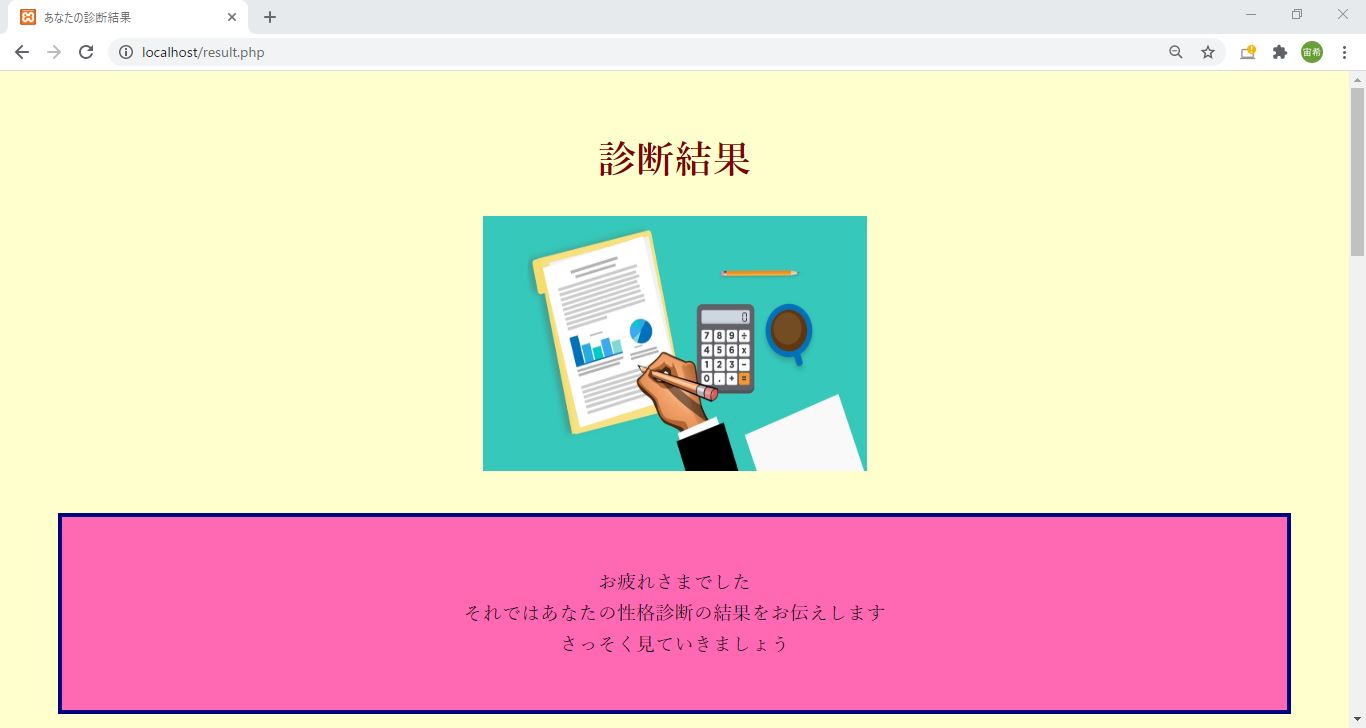 あなたの診断結果
localhost/result.php
宙希
診断結果
0
7 8 9 ÷
4 5 6 x
1 2 3 −
0 . + =
お疲れさまでした
それではあなたの性格診断の結果をお伝えします
さっそく見ていきましょう